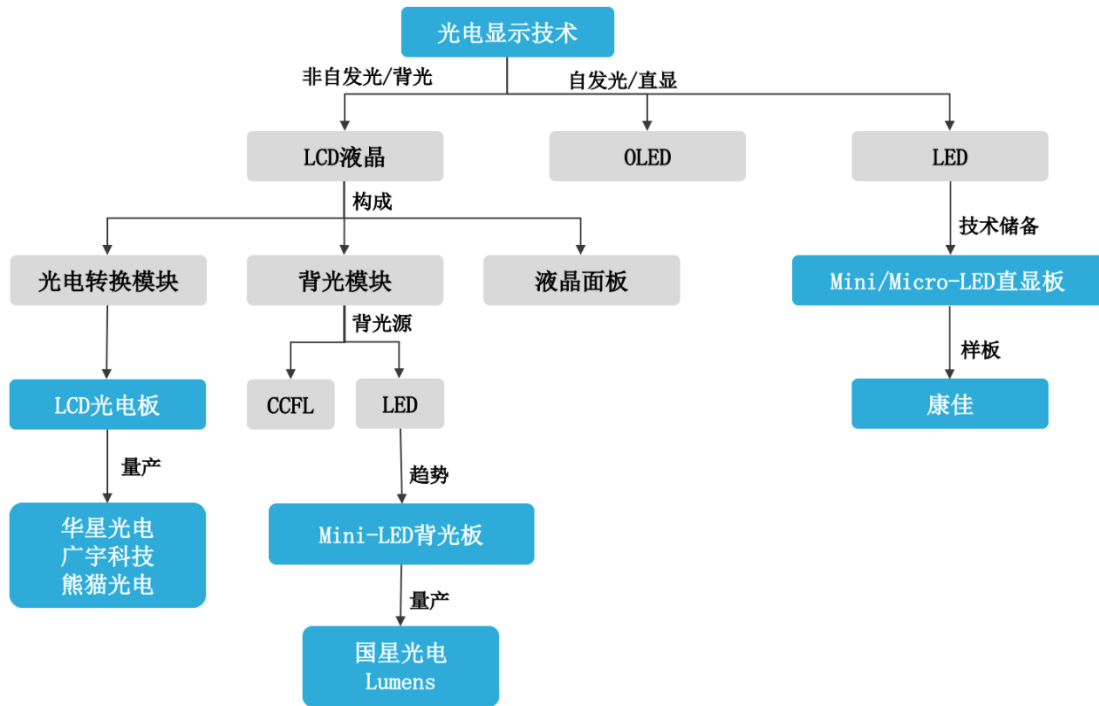 光电显示技术
非自发光/背光
自发光/直显
LCD液晶
OLED
LED
构成
技术储备
光电转换模块
背光模块
液晶面板
Mini/Micro-LED直显板
背光源
样板
LCD光电板
CCFL
LED
康佳
量产
趋势
华星光电
广宇科技
熊猫光电
Mini-LED背光板
量产
国星光电
Lumens